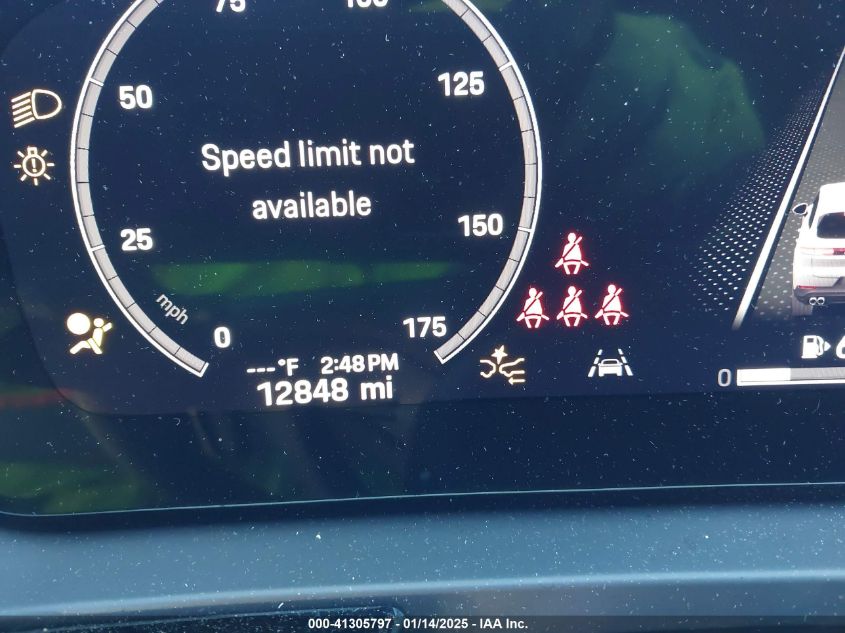 75
100
50
125
Speed limit not
available
25
150
mph
0
175
---°F 2:48PM
12848 mi
0
000-41305797 - 01/14/2025 - IAA Inc.